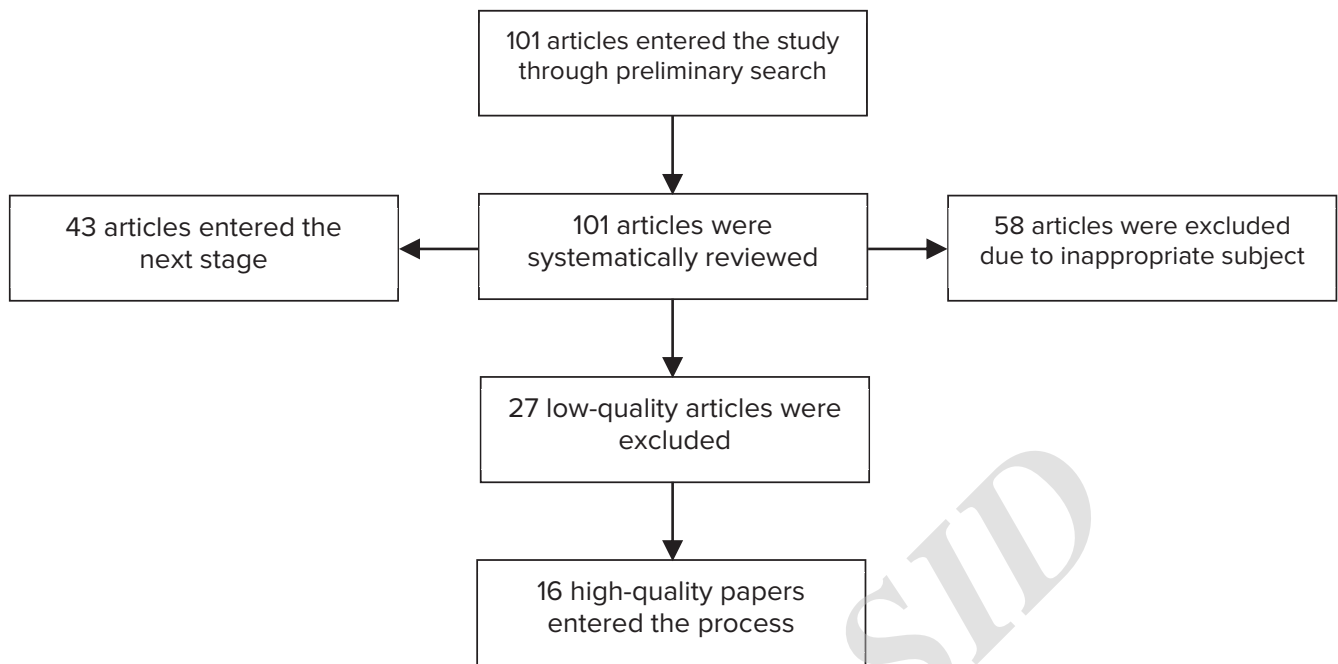 101 articles entered the study
through preliminary search
43 articles entered the
next stage
101 articles were
systematically reviewed
58 articles were excluded
due to inappropriate subject
27 low-quality articles were
excluded
16 high-quality papers
entered the process
SID